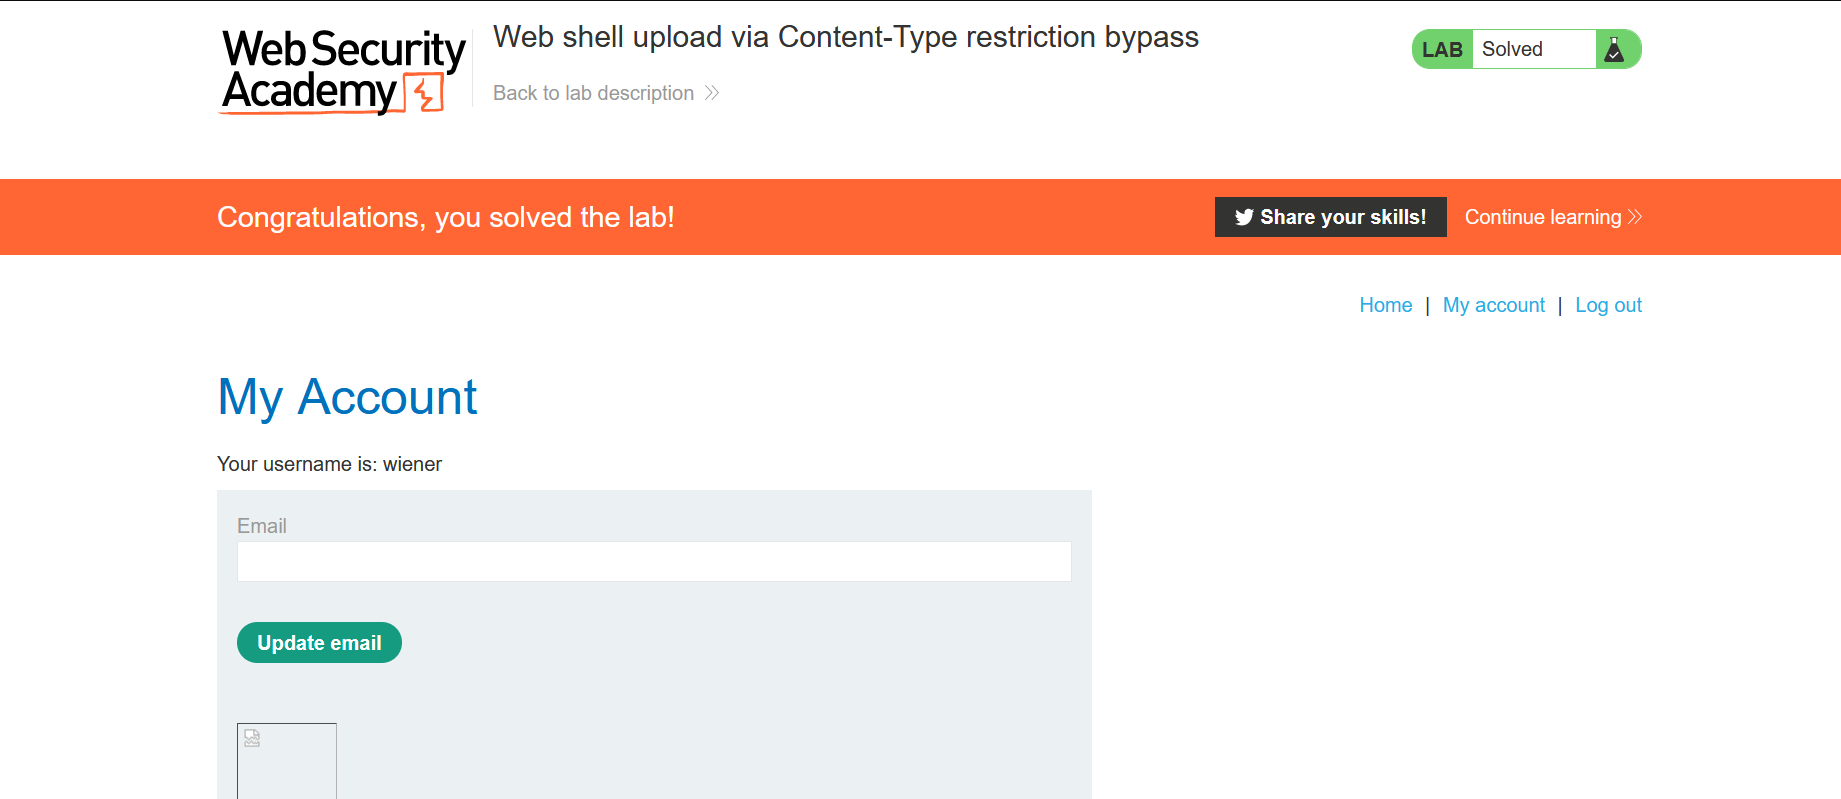 Web Security
Academy
Web shell upload via Content-Type restriction bypass
Back to lab description
LAB Solved
Congratulations, you solved the lab!
Share your skills!
Continue learning
Home | My account | Log out
My Account
Your username is: wiener
Email
Update email